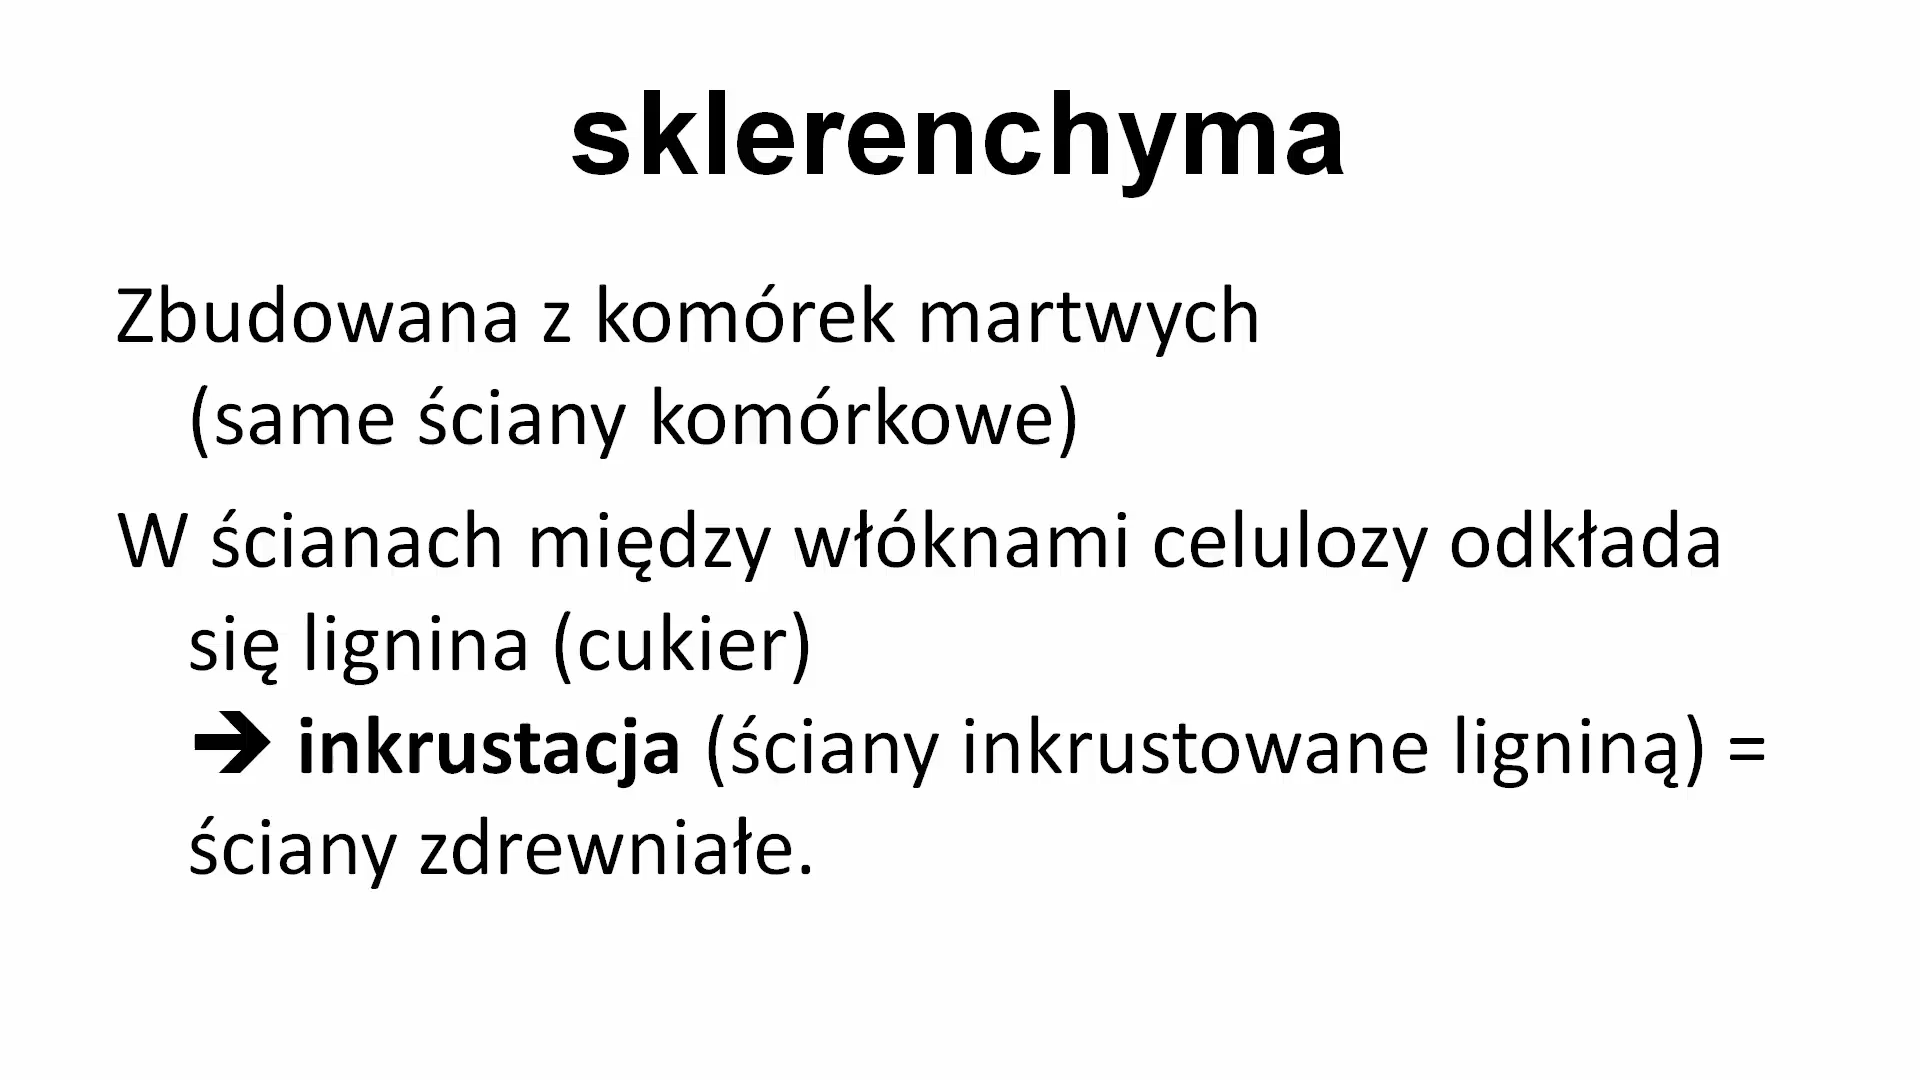 sklerenchyma
Zbudowana z komórek martwych
(same ściany komórkowe)
W ścianach między włóknami celulozy odkłada
się lignina (cukier)
➔ inkrustacja (ściany inkrustowane ligniną) =
ściany zdrewniałe.